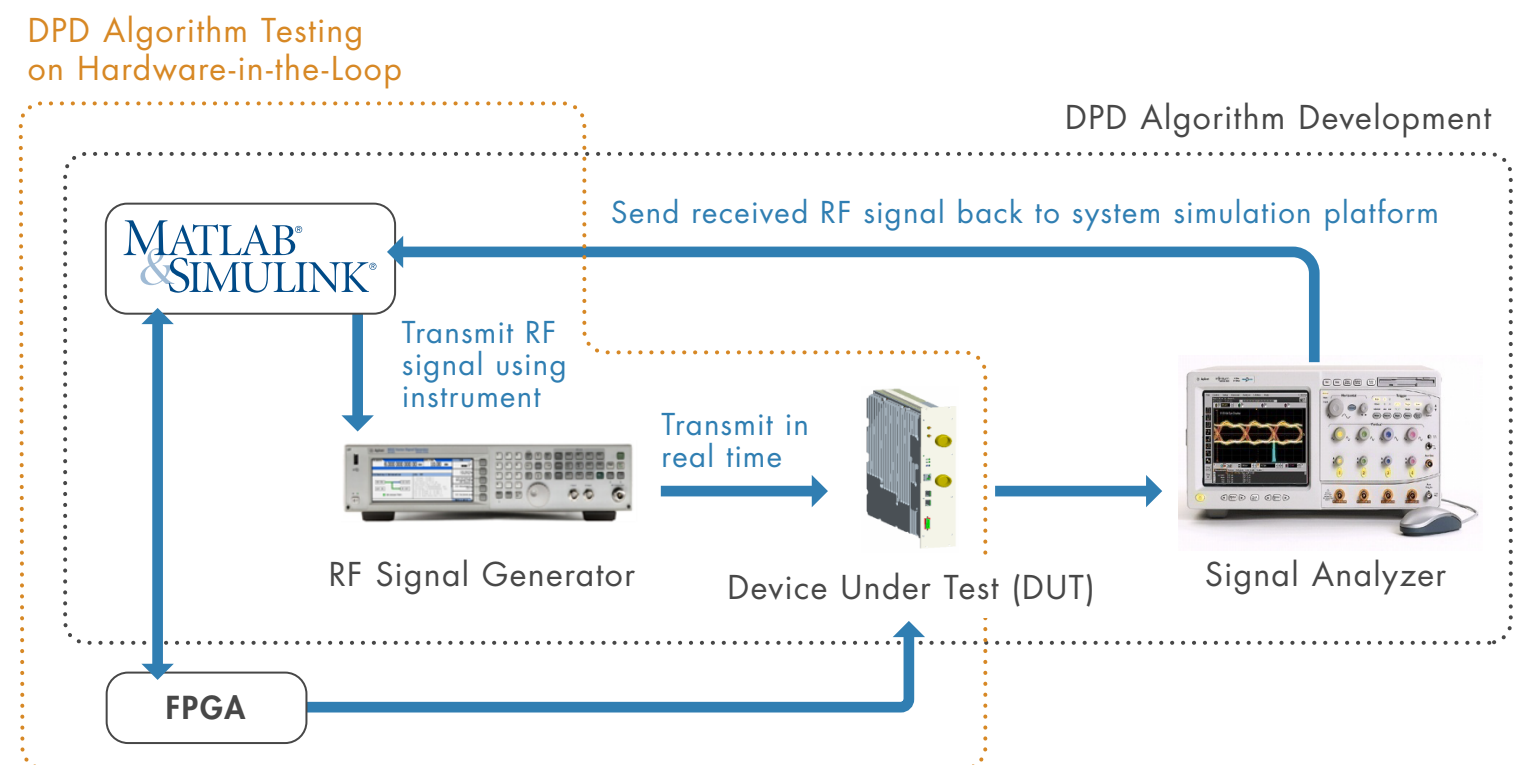 DPD Algorithm Testing
on Hardware-in-the-Loop
DPD Algorithm Development
Send received RF signal back to system simulation platform
MATLAB®
&SIMULINK®
Transmit RF
signal using
instrument
Transmit in
real time
RF Signal Generator
Device Under Test (DUT)
Signal Analyzer
FPGA